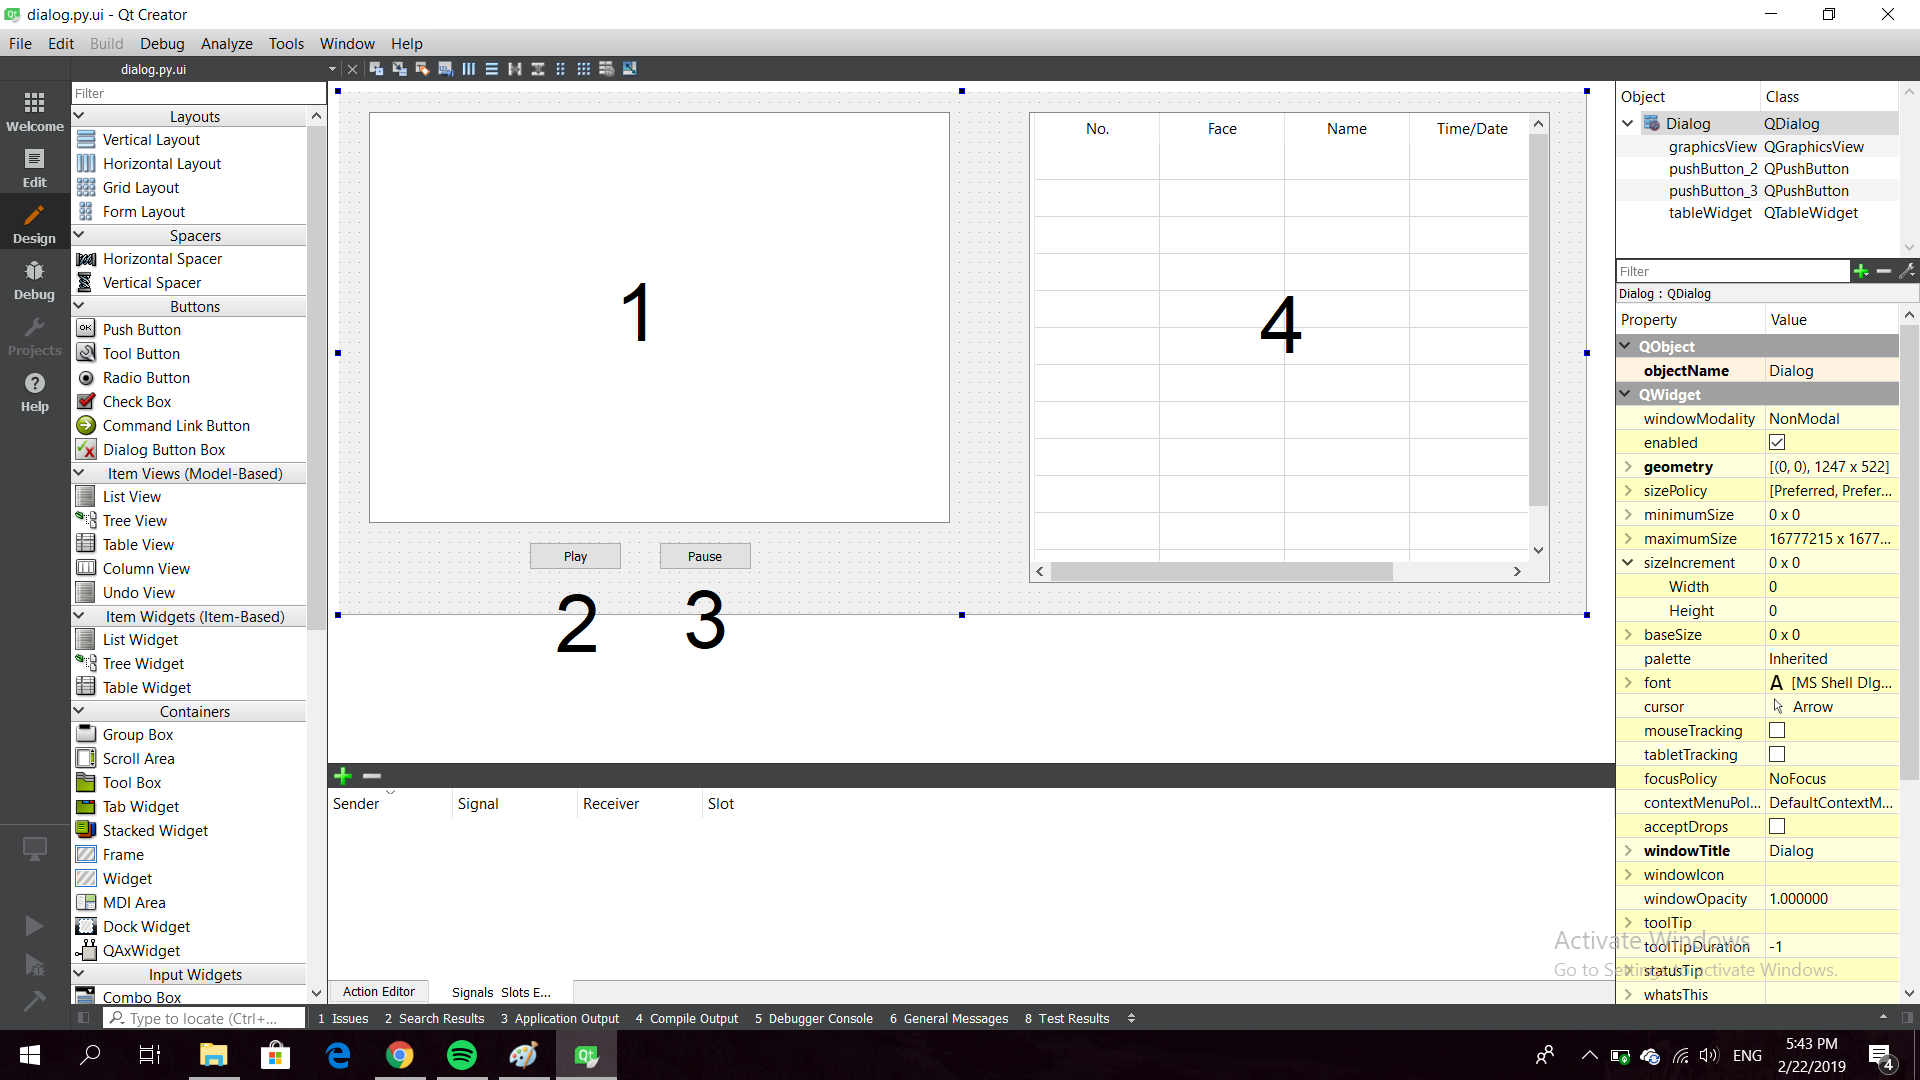 dialog.py.ui - Qt Creator
File Edit Build Debug Analyze Tools Window Help
dialog.py.ui
Filter
Welcome
Edit
Design
Debug
Projects
Help
Layouts
Vertical Layout
Horizontal Layout
Grid Layout
Form Layout
Spacers
Horizontal Spacer
Vertical Spacer
Buttons
Push Button
Tool Button
Radio Button
Check Box
Command Link Button
Dialog Button Box
Item Views (Model-Based)
List View
Tree View
Table View
Column View
Undo View
Item Widgets (Item-Based)
List Widget
Tree Widget
Table Widget
Containers
Group Box
Scroll Area
Tool Box
Tab Widget
Stacked Widget
Frame
Widget
MDI Area
Dock Widget
QAxWidget
Input Widgets
Combo Box
No. Face Name Time/Date
1
4
Play Pause
2 3
Sender Signal Receiver Slot
Action Editor Signals Slots E...
Object Class
Dialog QDialog
graphicsView QGraphicsView
pushButton_2 QPushButton
pushButton_3 QPushButton
tableWidget QTableWidget
Filter
Dialog : QDialog
Property Value
QObject
objectName Dialog
QWidget
windowModality NonModal
enabled
geometry [(0, 0), 1247 x 522]
sizePolicy [Preferred, Prefer...
minimumSize 0 x 0
maximumSize 16777215 x 1677...
sizeIncrement 0 x 0
Width 0
Height 0
baseSize 0 x 0
palette Inherited
font A [MS Shell Dlg...
cursor Arrow
mouseTracking
tabletTracking
focusPolicy NoFocus
contextMenuPol... DefaultContextM...
acceptDrops
windowTitle Dialog
windowIcon
windowOpacity 1.000000
toolTip
toolTipDuration -1
statusTip
whatsThis
Activate Windows
Go to Settings to activate Windows.
Type to locate (Ctrl+... 1 Issues 2 Search Results 3 Application Output 4 Compile Output 5 Debugger Console 6 General Messages 8 Test Results
ENG
5:43 PM
2/22/2019
4